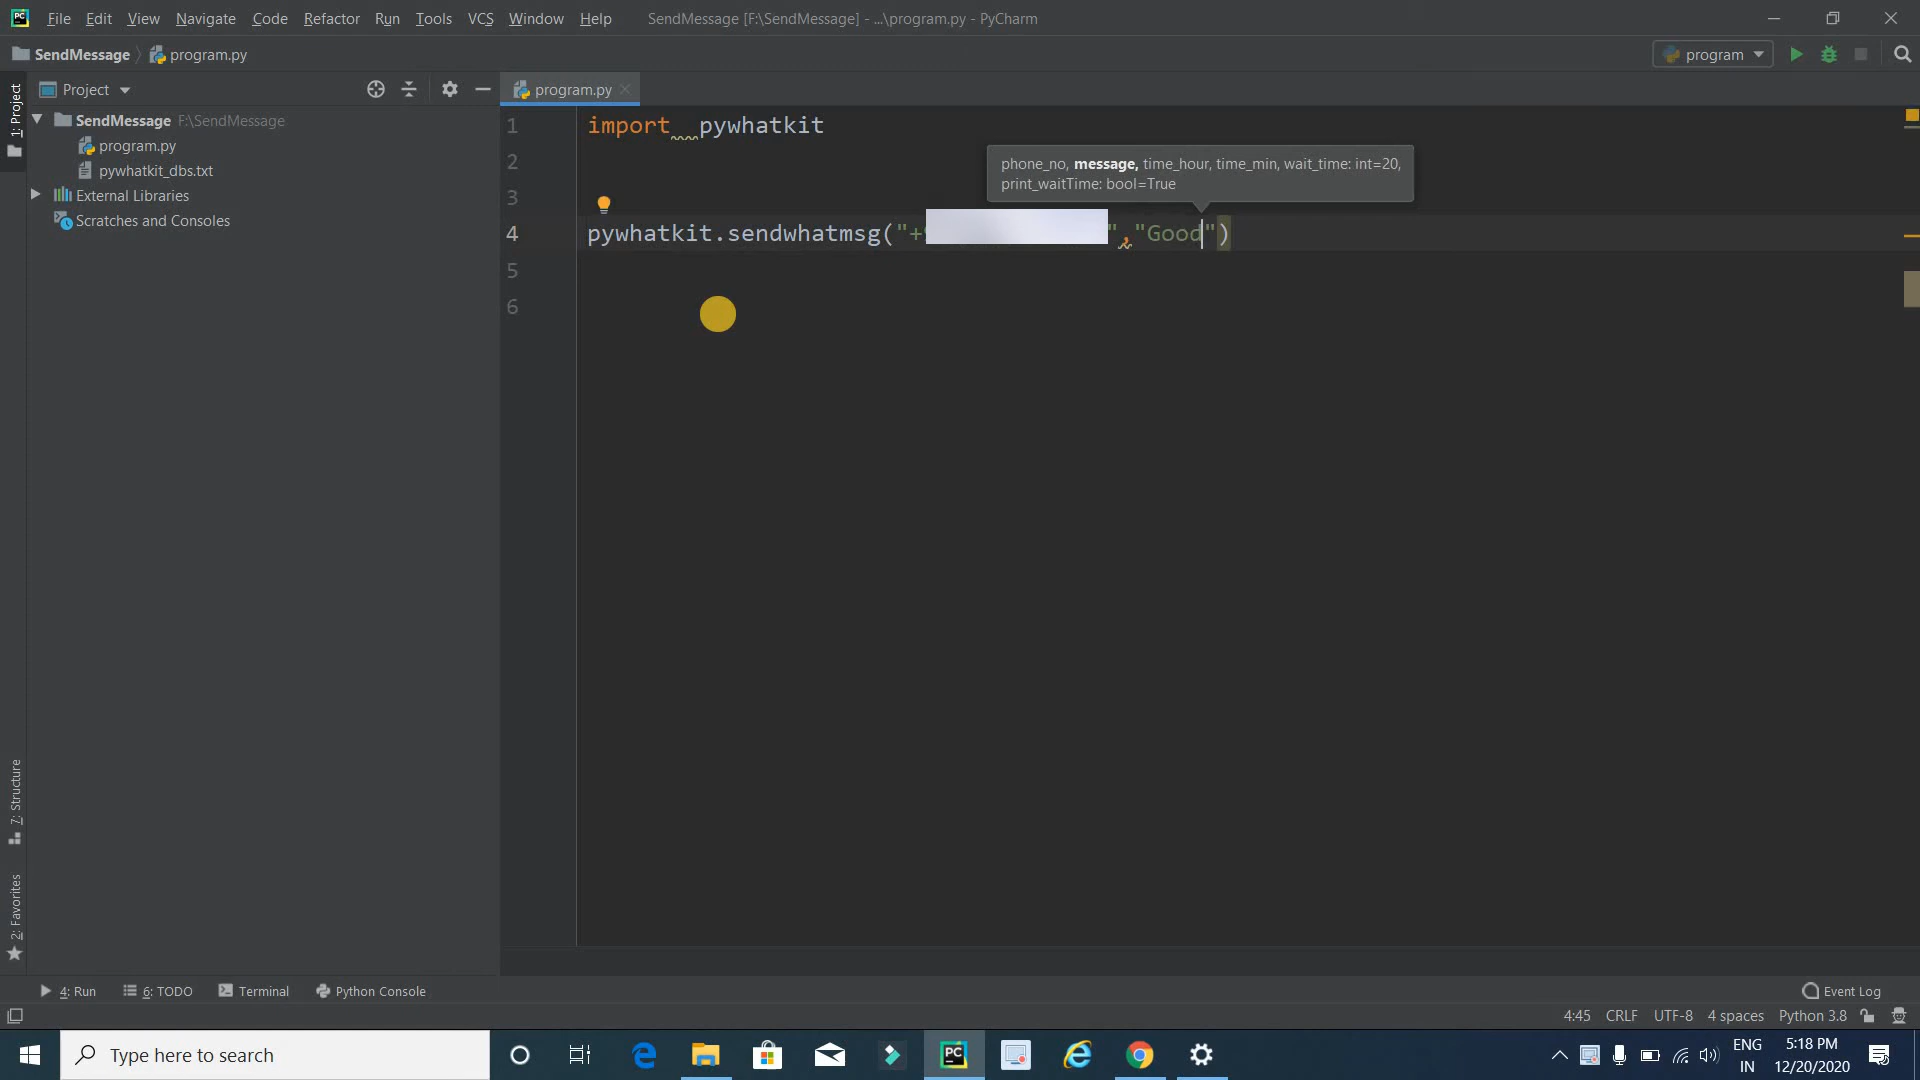 PC File Edit View Navigate Code Refactor Run Tools VCS Window Help SendMessage [F:\SendMessage] - ...\program.py - PyCharm
SendMessage program.py program
1: Project
Project
SendMessage F:\SendMessage
program.py
pywhatkit_dbs.txt
External Libraries
Scratches and Consoles
7: Structure
2: Favorites
program.py
1 import  pywhatkit
2
phone_no, message, time_hour, time_min, wait_time: int=20,
print_waitTime: bool=True
3
4 pywhatkit.sendwhatmsg("+ ","Good")
5
6
4: Run 6: TODO Terminal Python Console Event Log
4:45 CRLF UTF-8 4 spaces Python 3.8
Type here to search
PC
ENG
IN
5:18 PM
12/20/2020